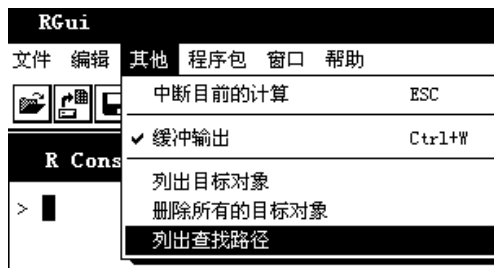 RGui
文件 编辑 其他 程序包 窗口 帮助
中断目前的计算 ESC
✓ 缓冲输出 Ctrl+W
R Cons
列出目标对象
> 删除所有的目标对象
列出查找路径